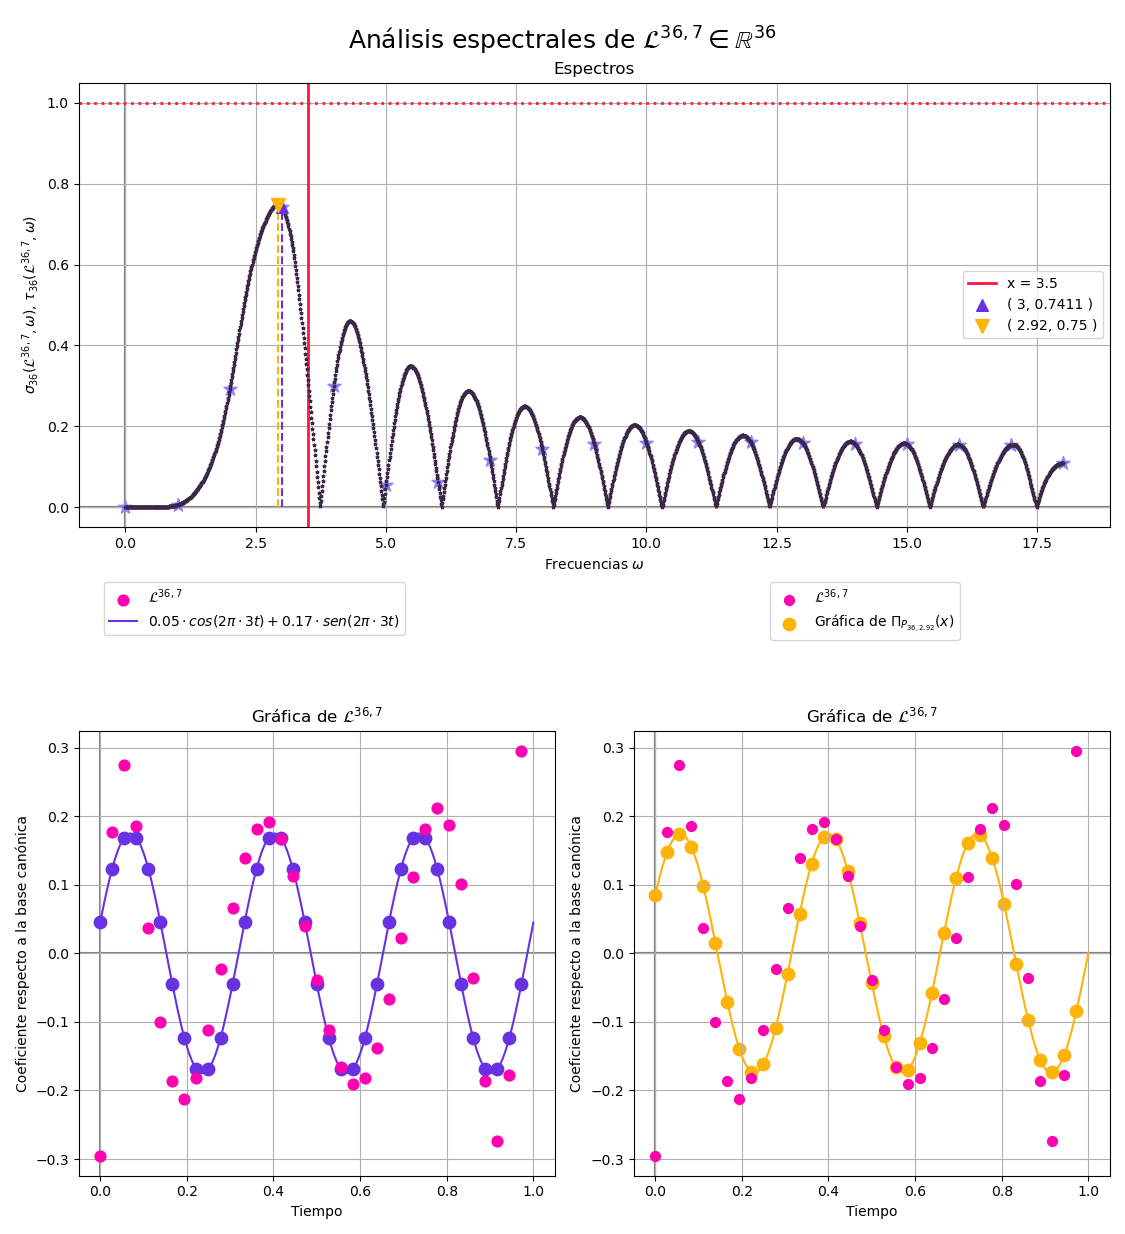 Análisis espectrales de 𝓛^{36,7} ∈ ℝ^{36}
Espectros
1.0
0.8
0.6
0.4
0.2
0.0
σ_{36}(𝓛^{36,7}, ω), τ_{36}(𝓛^{36,7}, ω)
x = 3.5
( 3, 0.7411 )
( 2.92, 0.75 )
0.0 2.5 5.0 7.5 10.0 12.5 15.0 17.5
Frecuencias ω
𝓛^{36,7}
0.05 · cos(2π · 3t) + 0.17 · sen(2π · 3t)
𝓛^{36,7}
Gráfica de Π_{P_{36,2.92}}(x)
Gráfica de 𝓛^{36,7}
0.3
0.2
0.1
0.0
−0.1
−0.2
−0.3
Coeficiente respecto a la base canónica
0.0 0.2 0.4 0.6 0.8 1.0
Tiempo
Gráfica de 𝓛^{36,7}
0.3
0.2
0.1
0.0
−0.1
−0.2
−0.3
Coeficiente respecto a la base canónica
0.0 0.2 0.4 0.6 0.8 1.0
Tiempo